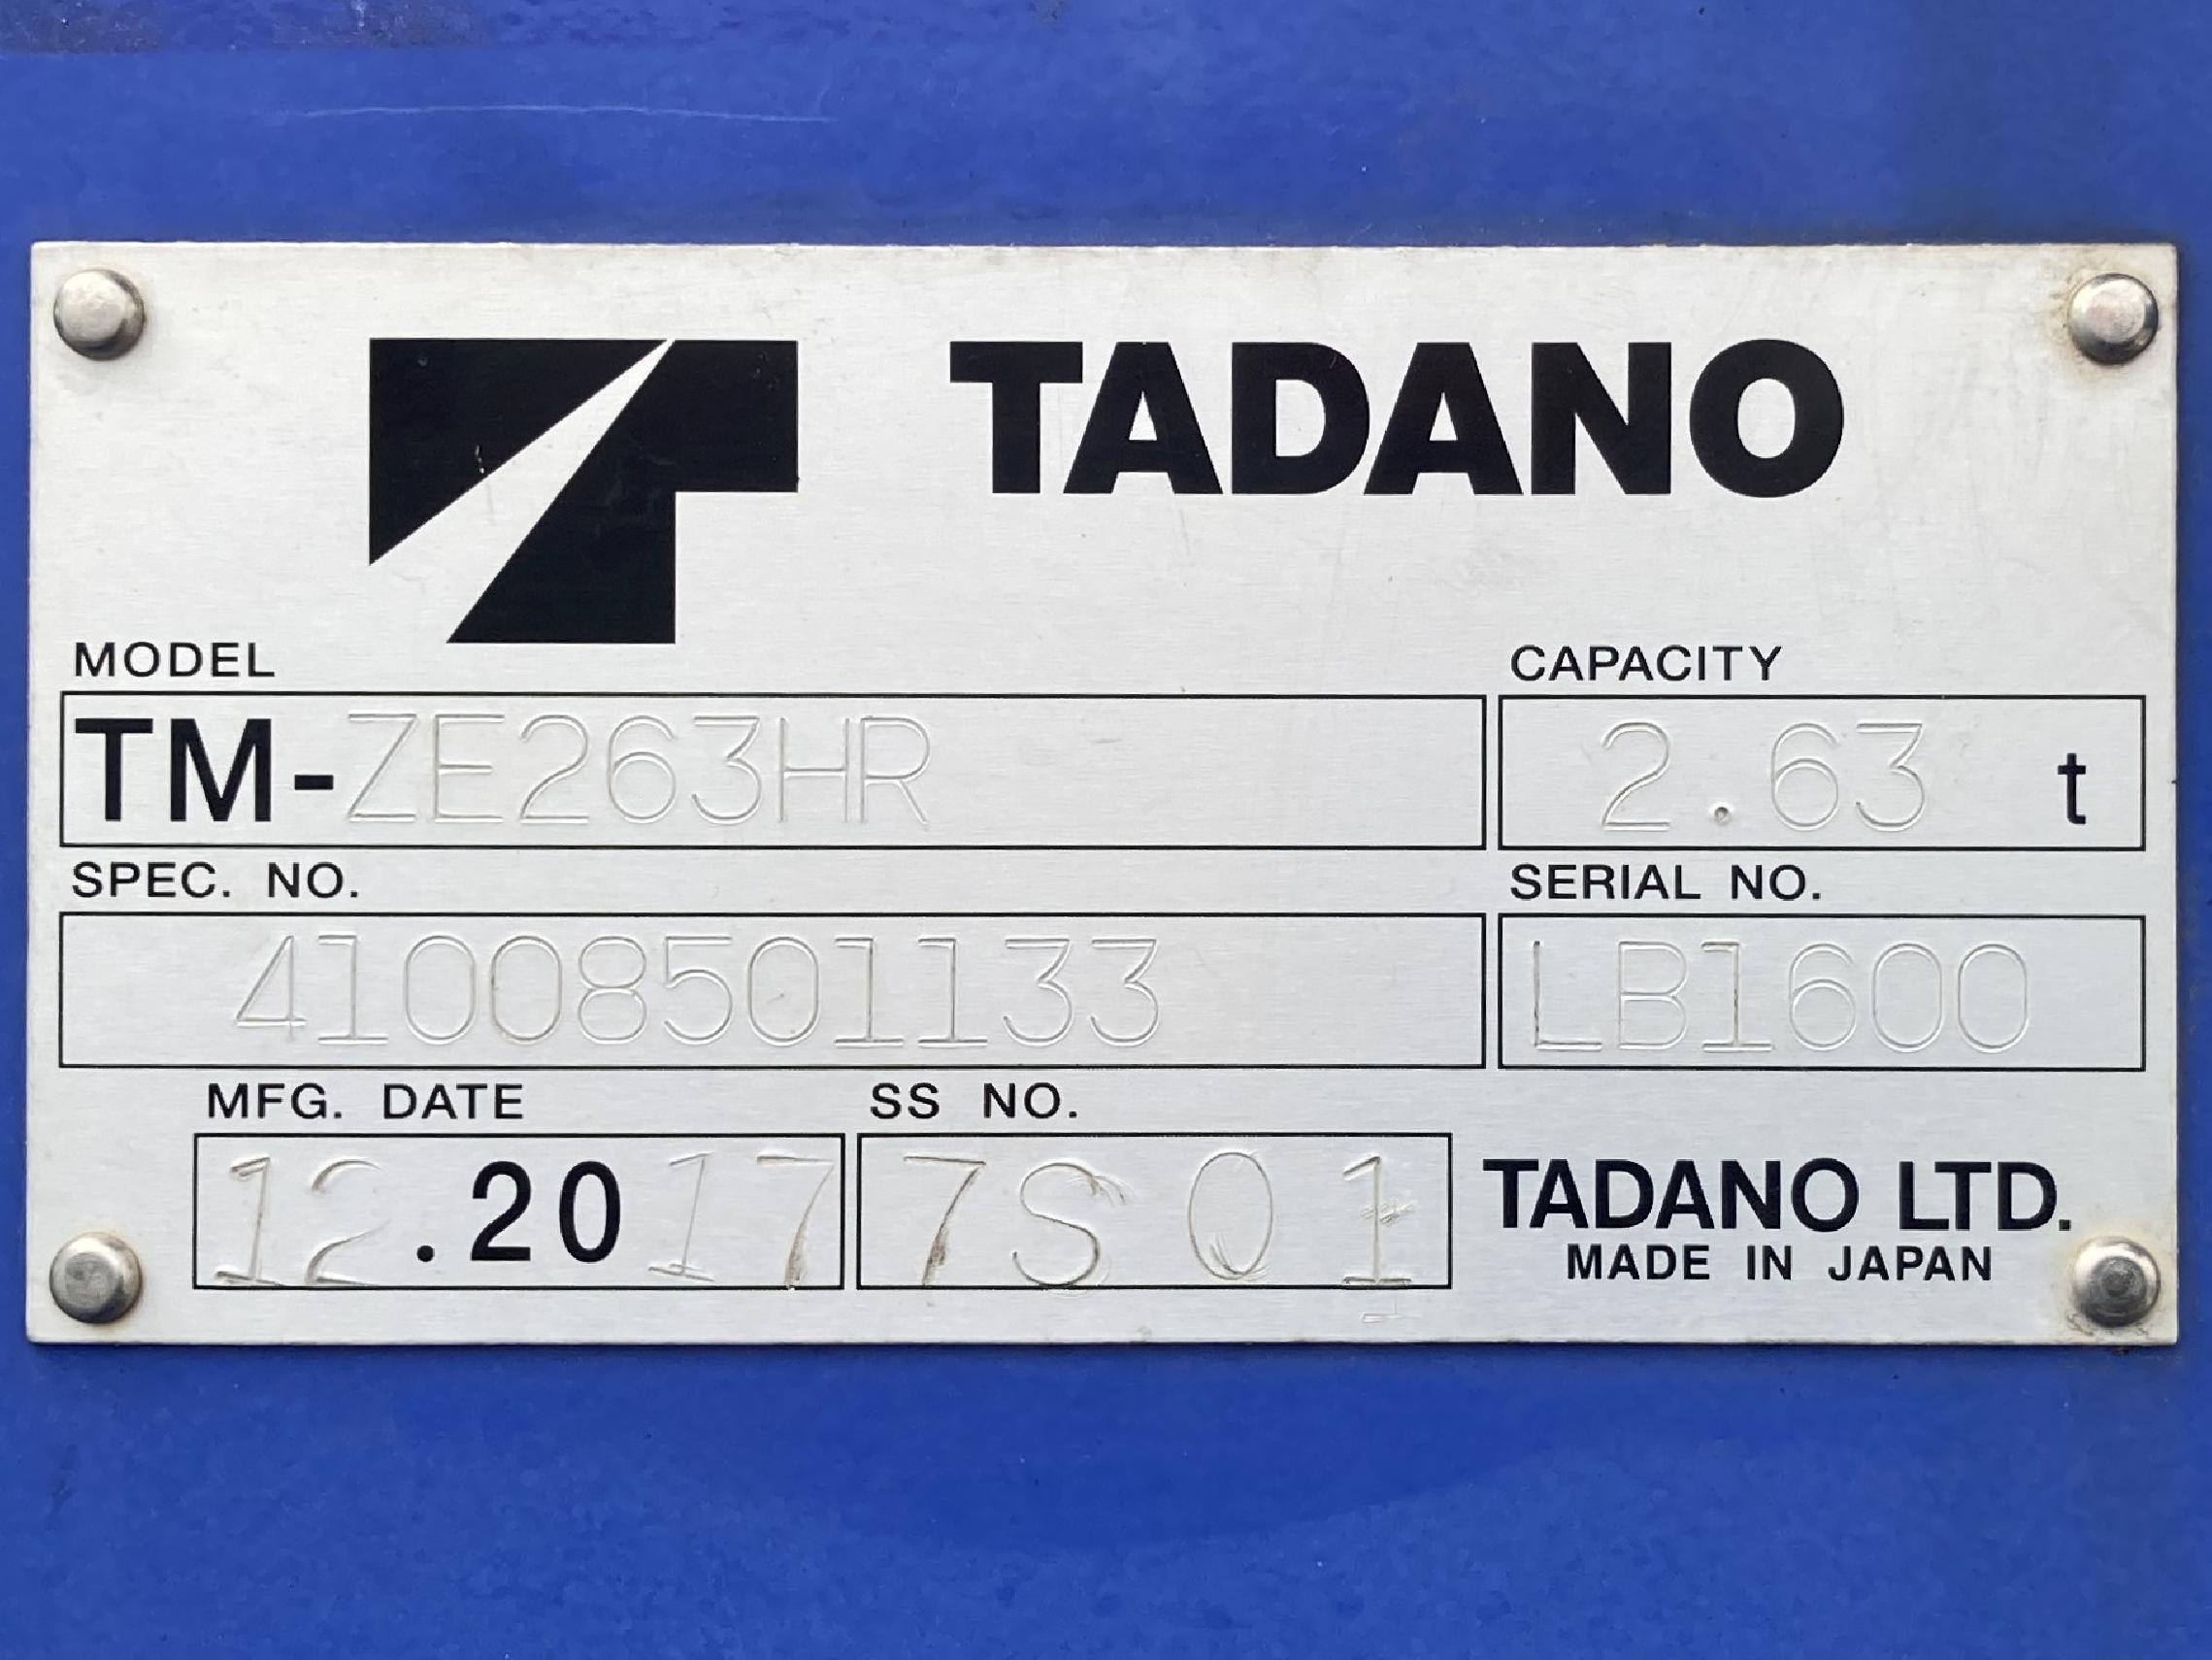 TADANO
MODEL CAPACITY
TM-ZE263HR 2.63 t
SPEC. NO. SERIAL NO.
41008501133 LB1600
MFG. DATE SS NO.
12.2017 7S01 TADANO LTD.
MADE IN JAPAN